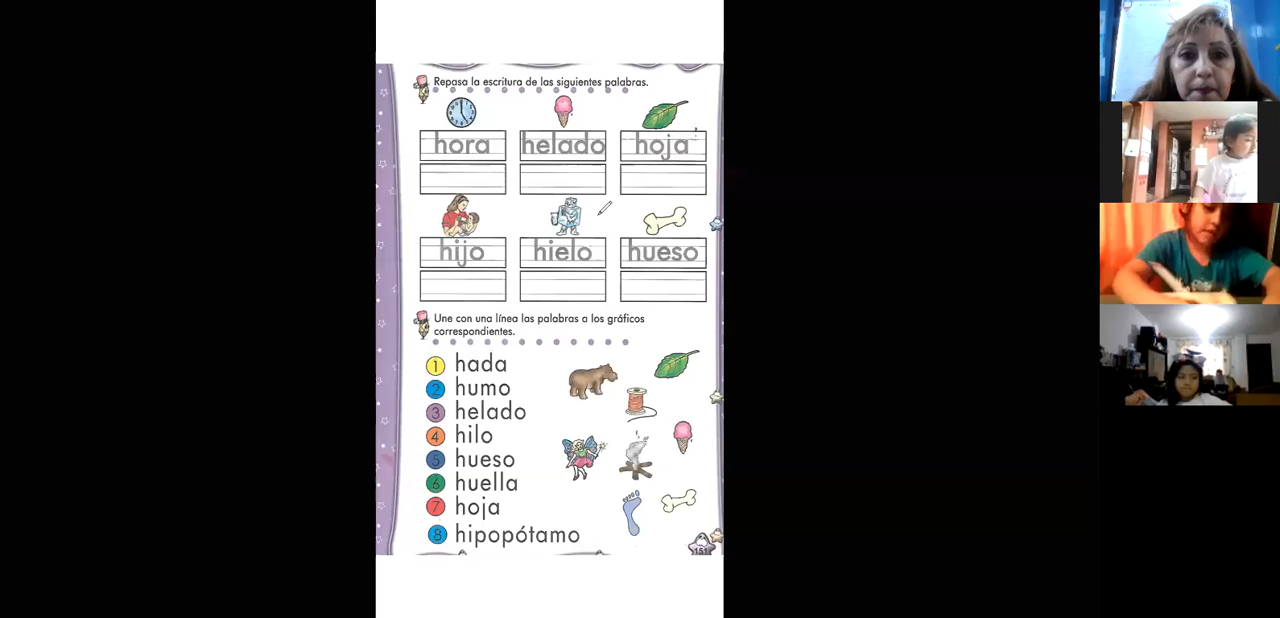 Repasa la escritura de las siguientes palabras.
hora helado hoja
hijo hielo hueso
Une con una línea las palabras a los gráficos
correspondientes.
1 hada
2 humo
3 helado
4 hilo
5 hueso
6 huella
7 hoja
8 hipopótamo
151